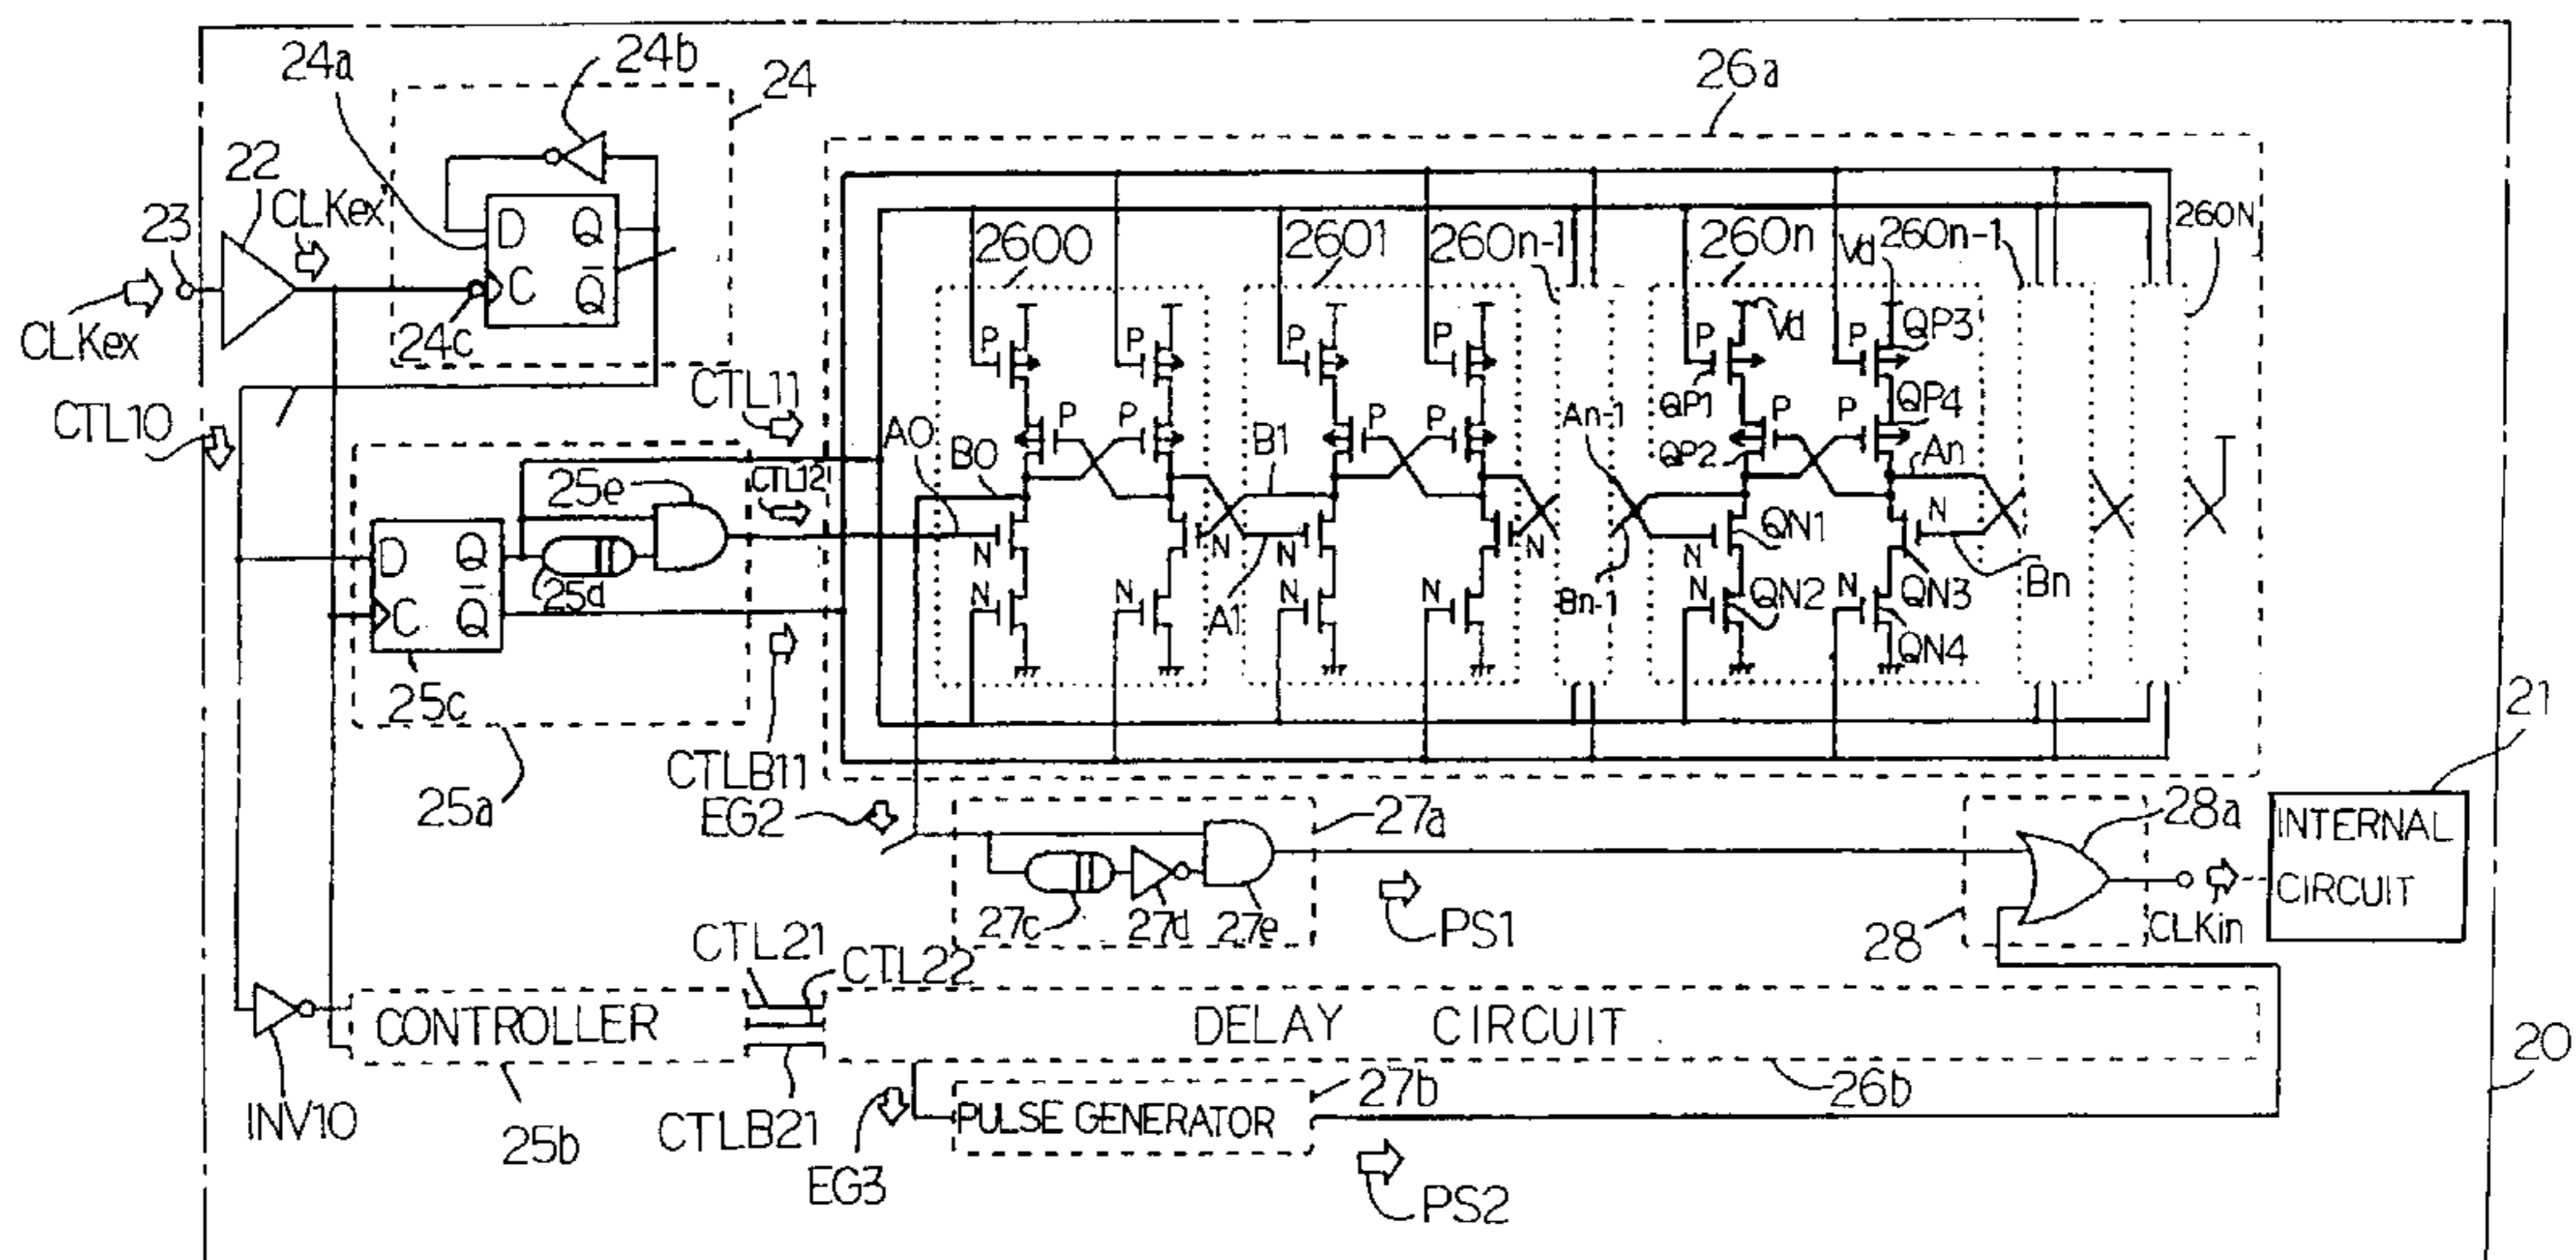 24a
24b
24
26a
22
CLKex
23
D Q
C Q
24c
CLKex
CTL10
CTL11
CTL12
A0
B0
2600
2601
260n-1
260n
Vd
260n-1
260N
P
P
P
P
P
Vd
P
QP3
QP1
P
P
P
P
An-1
QP2
P
P
QP4
An
B1
25e
D Q
C Q
25d
25c
25a
CTLB11
N
N
N
N
N
N
A1
N
N
Bn-1
N
QN1
N
N
QN2
N
QN3
Bn
QN4
21
EG2
27a
27c
27d
27e
PS1
28
28a
CLKin
INTERNAL
CIRCUIT
INV10
CONTROLLER
25b
CTL21
CTL22
CTLB21
DELAY CIRCUIT
26b
20
EG3
PULSE GENERATOR
27b
PS2